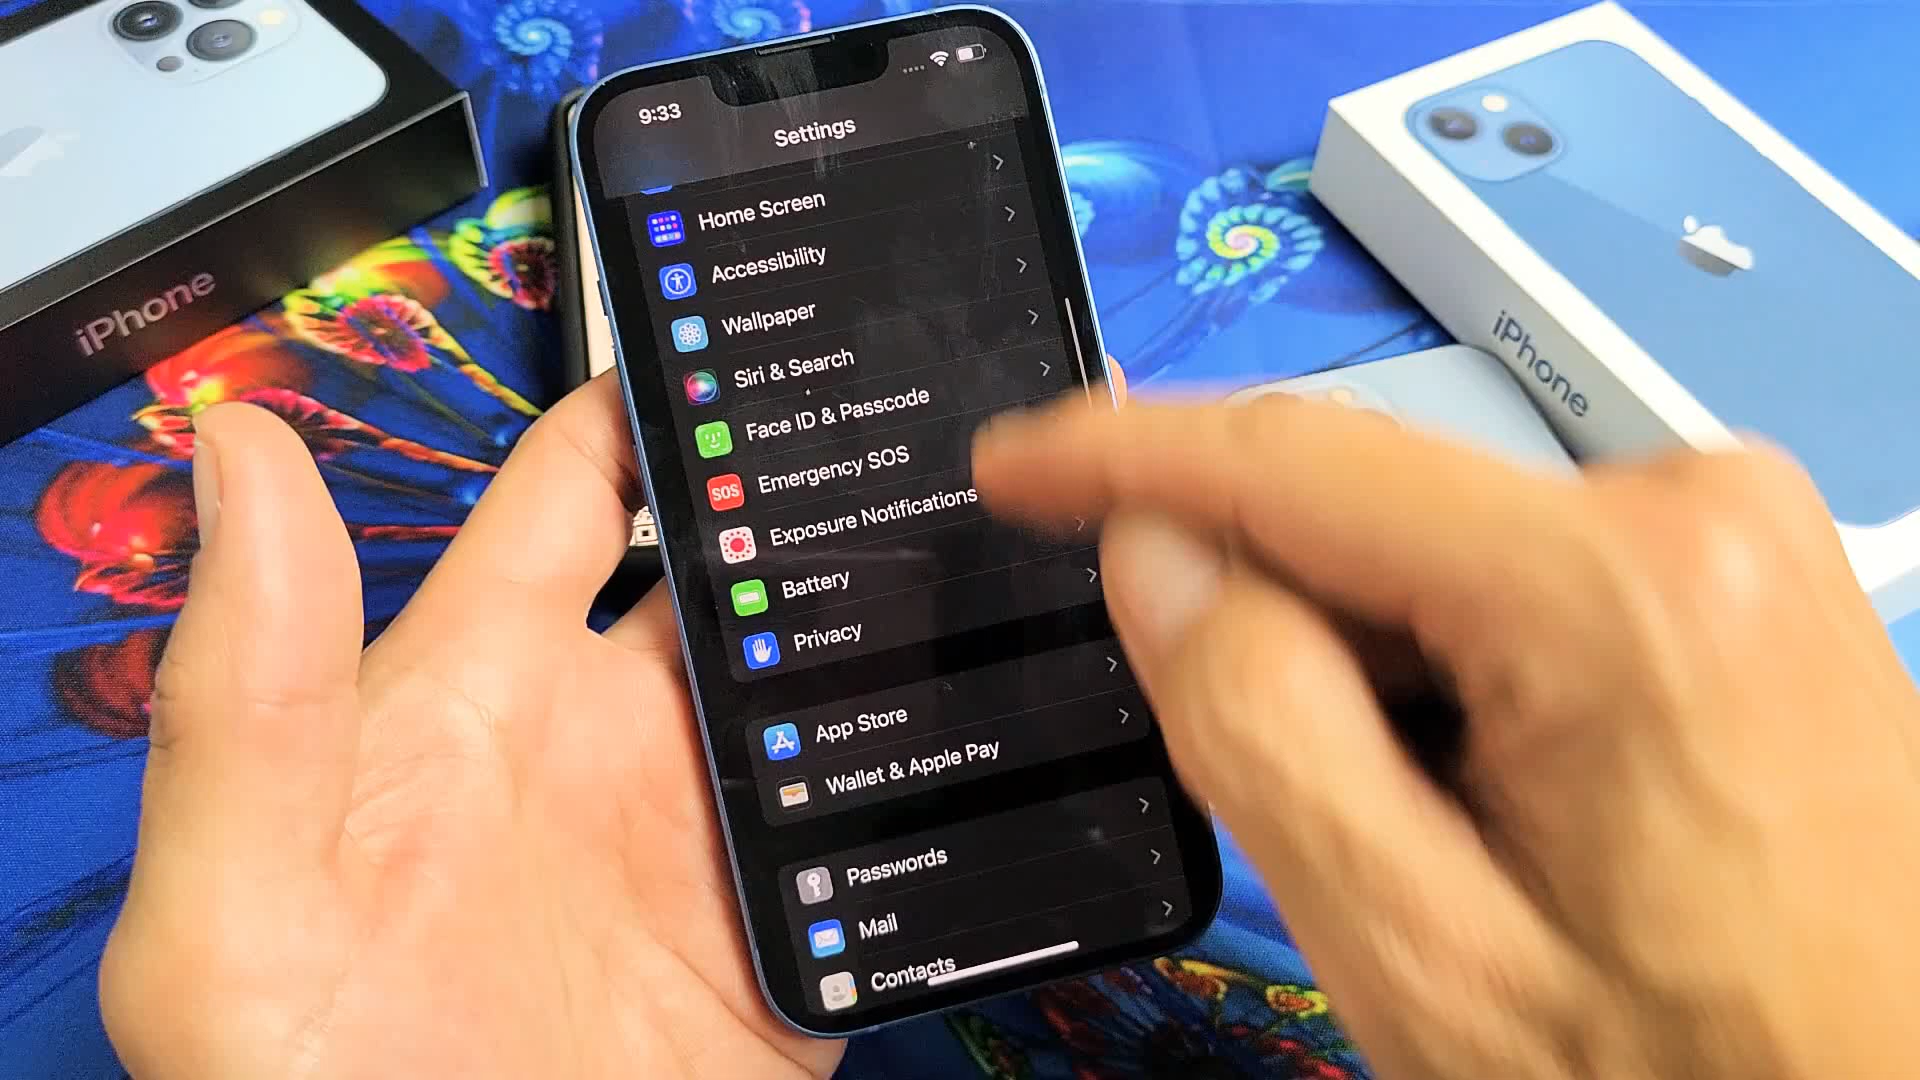 9:33
Settings
Home Screen
Accessibility
Wallpaper
Siri & Search
Face ID & Passcode
SOS
Emergency SOS
Exposure Notifications
Battery
Privacy
App Store
Wallet & Apple Pay
Passwords
Mail
Contacts
iPhone
iPhone